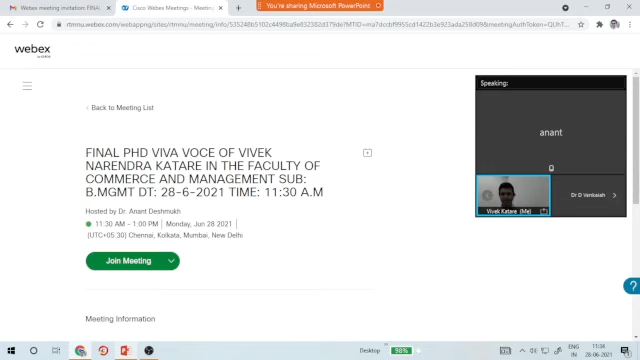 Webex meeting invitation: FINAL
Cisco Webex Meetings - Meeting
You're sharing Microsoft PowerPoint
webex
by CISCO
Speaking:
Back to Meeting List
anant
FINAL PHD VIVA VOCE OF VIVEK
NARENDRA KATARE IN THE FACULTY OF
COMMERCE AND MANAGEMENT SUB:
B.MGMT DT: 28-6-2021 TIME: 11:30 A.M
Vivek Katare (Me)
Dr D Venkaiah
Hosted by Dr. Anant Deshmukh
11:30 AM - 1:00 PM | Monday, Jun 28 2021 |
(UTC+05:30) Chennai, Kolkata, Mumbai, New Delhi
Join Meeting
?
Meeting Information
Desktop
98%
ENG
IN
11:34
28-06-2021